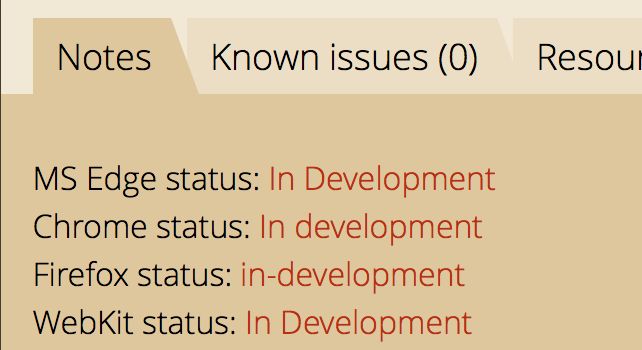 Notes Known issues (0)
MS Edge status: In Development
Chrome status: In development
Firefox status: in-development
WebKit status: In Development